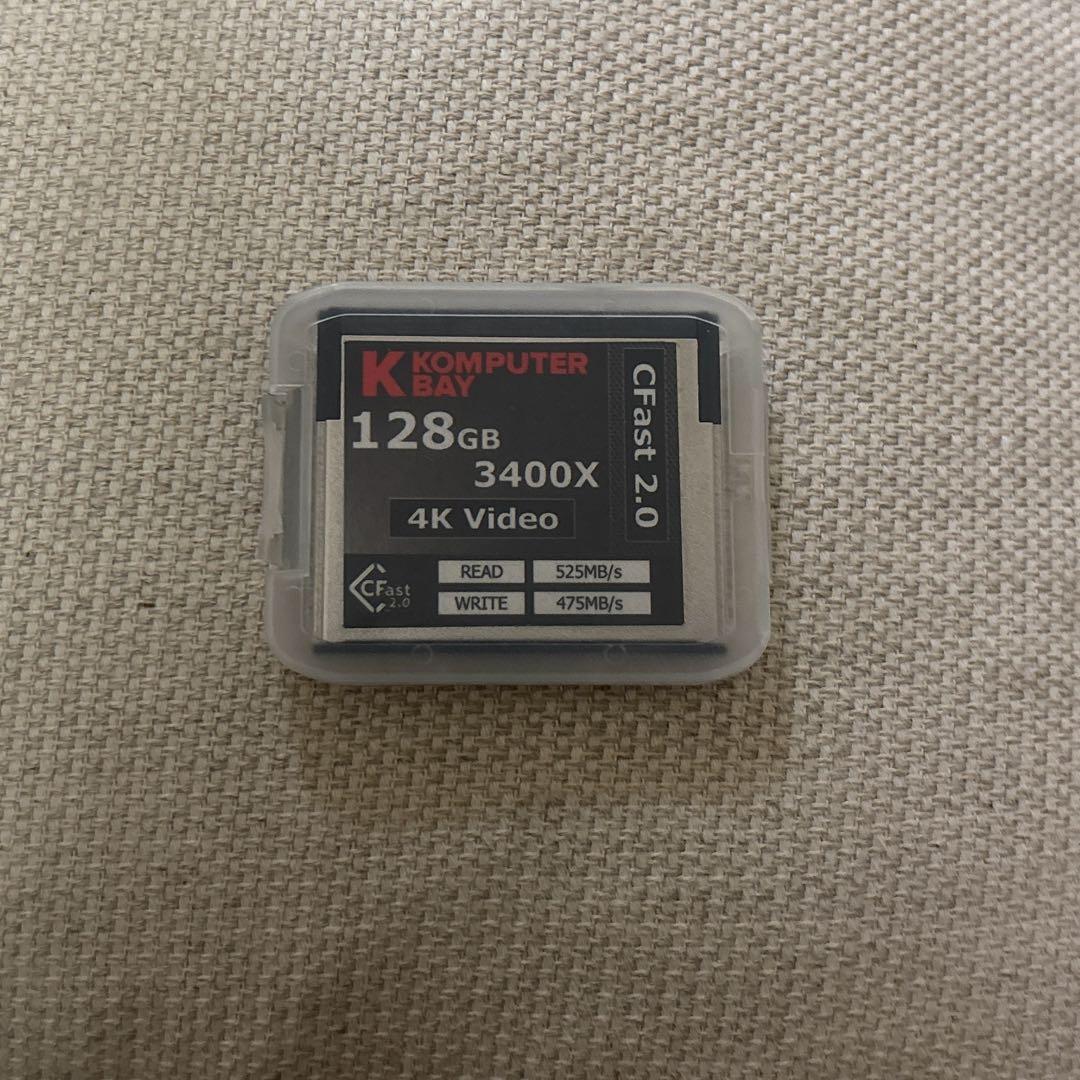 K KOMPUTER
BAY
128GB
3400X
4K Video
CFast 2.0
CFast
2.0
READ 525MB/s
WRITE 475MB/s